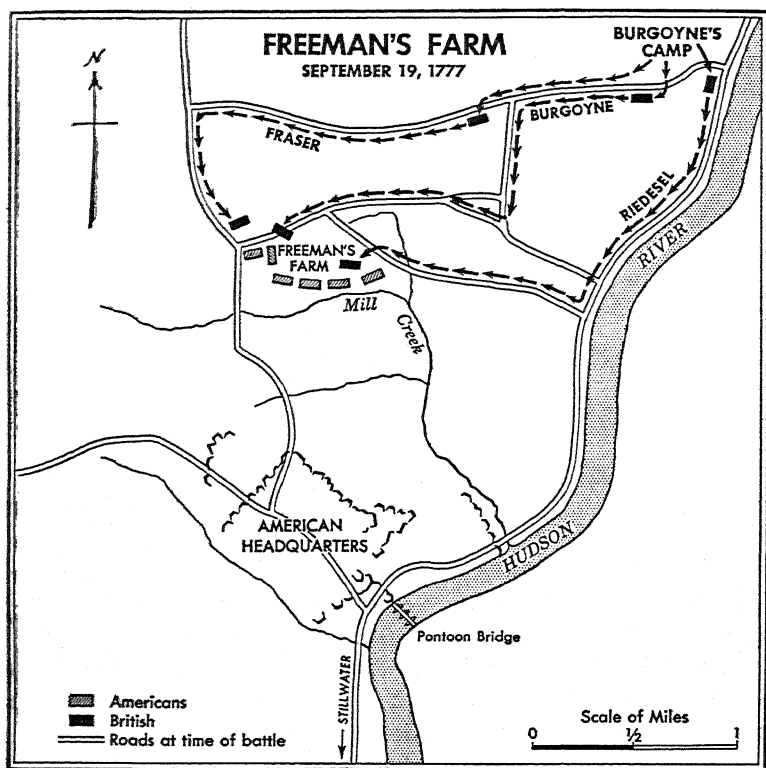 FREEMAN'S FARM
SEPTEMBER 19, 1777
BURGOYNE'S
CAMP
N
FRASER
BURGOYNE
RIEDESEL
RIVER
FREEMAN'S
FARM
Mill
Creek
AMERICAN
HEADQUARTERS
HUDSON
Pontoon Bridge
STILLWATER
Americans
British
Roads at time of battle
Scale of Miles
0 ½ 1